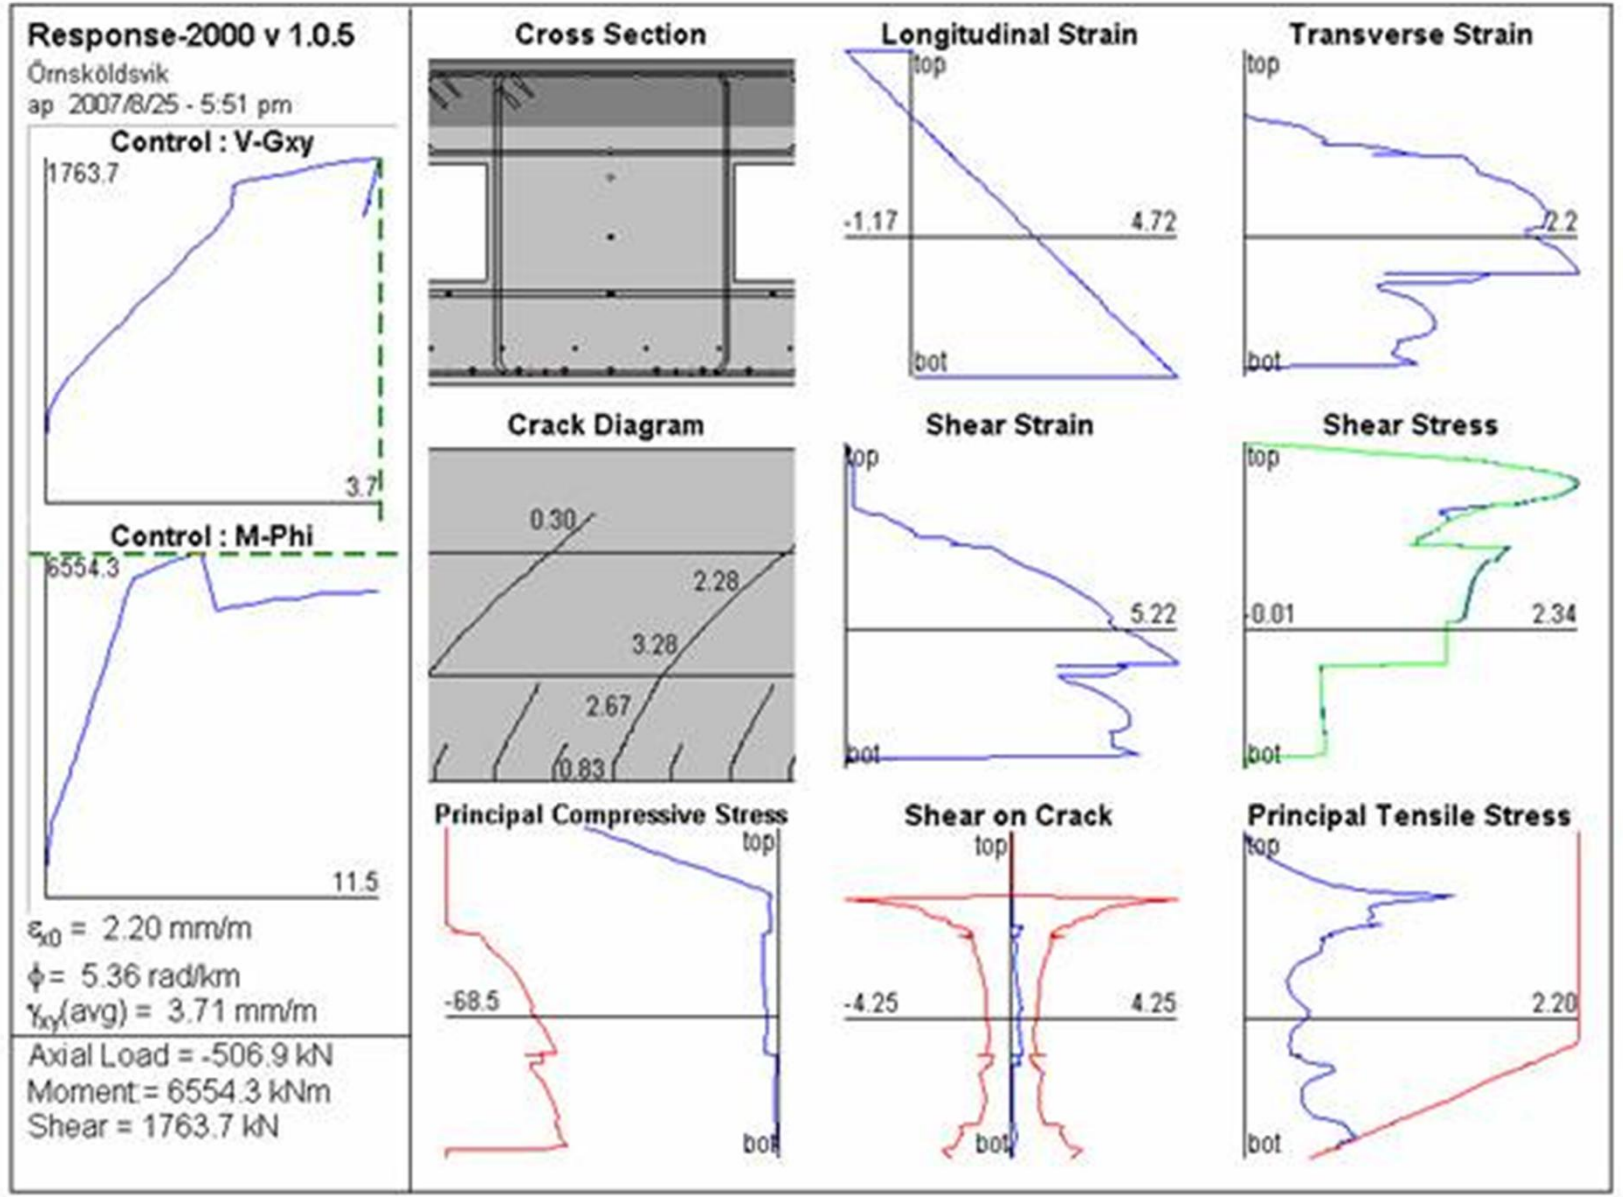 Response-2000 v 1.0.5
Örnsköldsvik
ap 2007/8/25 - 5:51 pm
Control : V-Gxy
1763.7
3.7
Control : M-Phi
6554.3
11.5
εx0 = 2.20 mm/m
ϕ = 5.36 rad/km
γxy(avg) = 3.71 mm/m
Axial Load = -506.9 kN
Moment = 6554.3 kNm
Shear = 1763.7 kN
Cross Section
Longitudinal Strain
top
-1.17
4.72
bot
Transverse Strain
top
2.2
bot
Crack Diagram
0.30
2.28
3.28
2.67
0.83
Shear Strain
top
5.22
bot
Shear Stress
top
-0.01
2.34
bot
Principal Compressive Stress
top
-68.5
bot
Shear on Crack
top
-4.25
4.25
bot
Principal Tensile Stress
top
2.20
bot